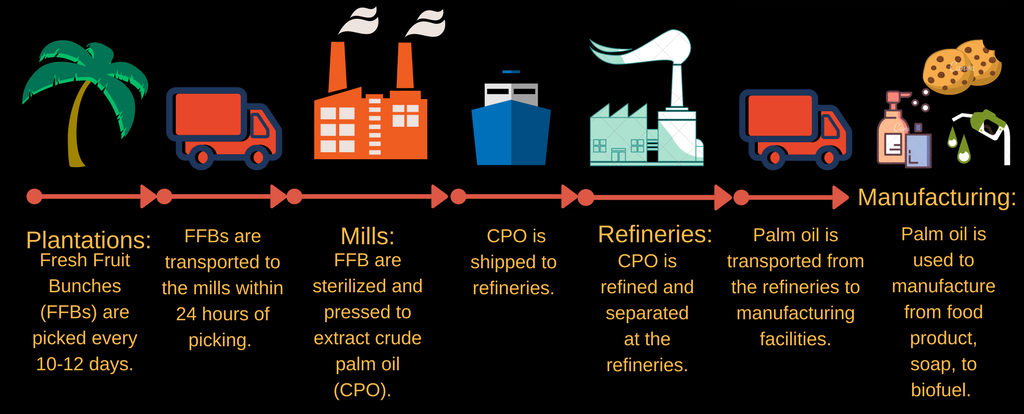 Plantations:
Fresh Fruit
Bunches
(FFBs) are
picked every
10-12 days.
FFBs are
transported to
the mills within
24 hours of
picking.
Mills:
FFB are
sterilized and
pressed to
extract crude
palm oil
(CPO).
CPO is
shipped to
refineries.
Refineries:
CPO is
refined and
separated
at the
refineries.
Palm oil is
transported from
the refineries to
manufacturing
facilities.
Manufacturing:
Palm oil is
used to
manufacture
from food
product,
soap, to
biofuel.